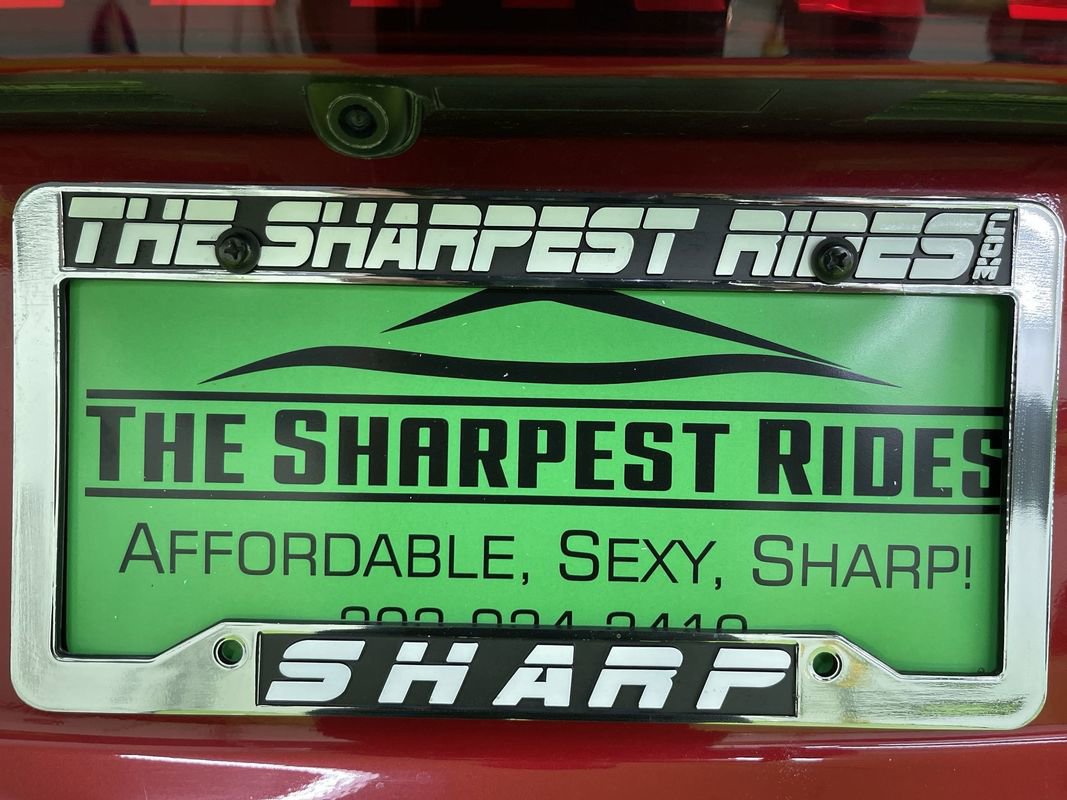 THE SHARPEST RIDES .COM
THE SHARPEST RIDES
AFFORDABLE, SEXY, SHARP!
SHARP